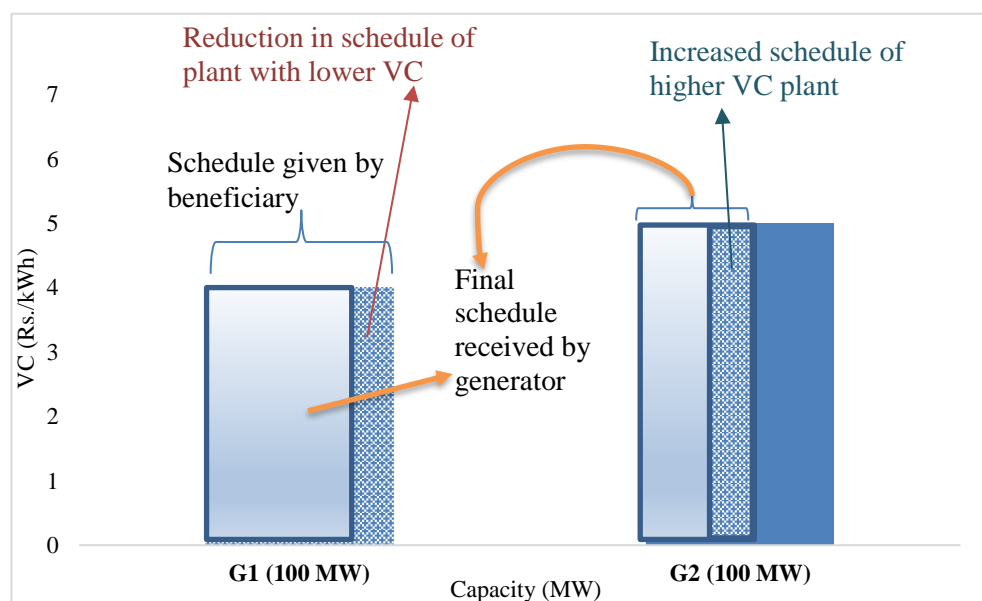 Reduction in schedule of
plant with lower VC
Increased schedule of
higher VC plant
Schedule given by
beneficiary
Final
schedule
received by
generator
VC (Rs./kWh)
7
6
5
4
3
2
1
0
G1 (100 MW)
G2 (100 MW)
Capacity (MW)